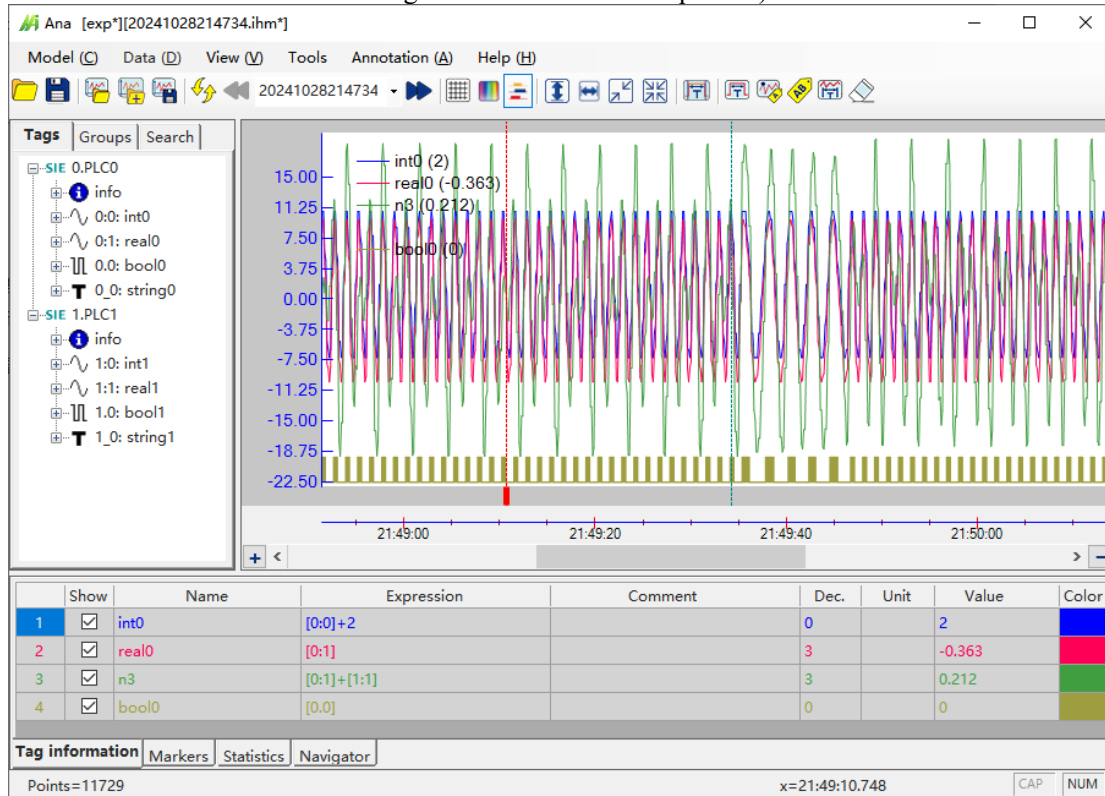 Ana [exp*][20241028214734.ihm*]
Model (C) Data (D) View (V) Tools Annotation (A) Help (H)
20241028214734
Tags Groups Search
SIE 0.PLC0
info
0:0: int0
0:1: real0
0.0: bool0
0_0: string0
SIE 1.PLC1
info
1:0: int1
1:1: real1
1.0: bool1
1_0: string1
15.00
11.25
7.50
3.75
0.00
-3.75
-7.50
-11.25
-15.00
-18.75
-22.50
int0 (2)
real0 (-0.363)
n3 (0.212)
bool0 (0)
21:49:00 21:49:20 21:49:40 21:50:00
Show Name Expression Comment Dec. Unit Value Color
1 int0 [0:0]+2 0 2
2 real0 [0:1] 3 -0.363
3 n3 [0:1]+[1:1] 3 0.212
4 bool0 [0.0] 0 0
Tag information Markers Statistics Navigator
Points=11729 x=21:49:10.748 CAP NUM